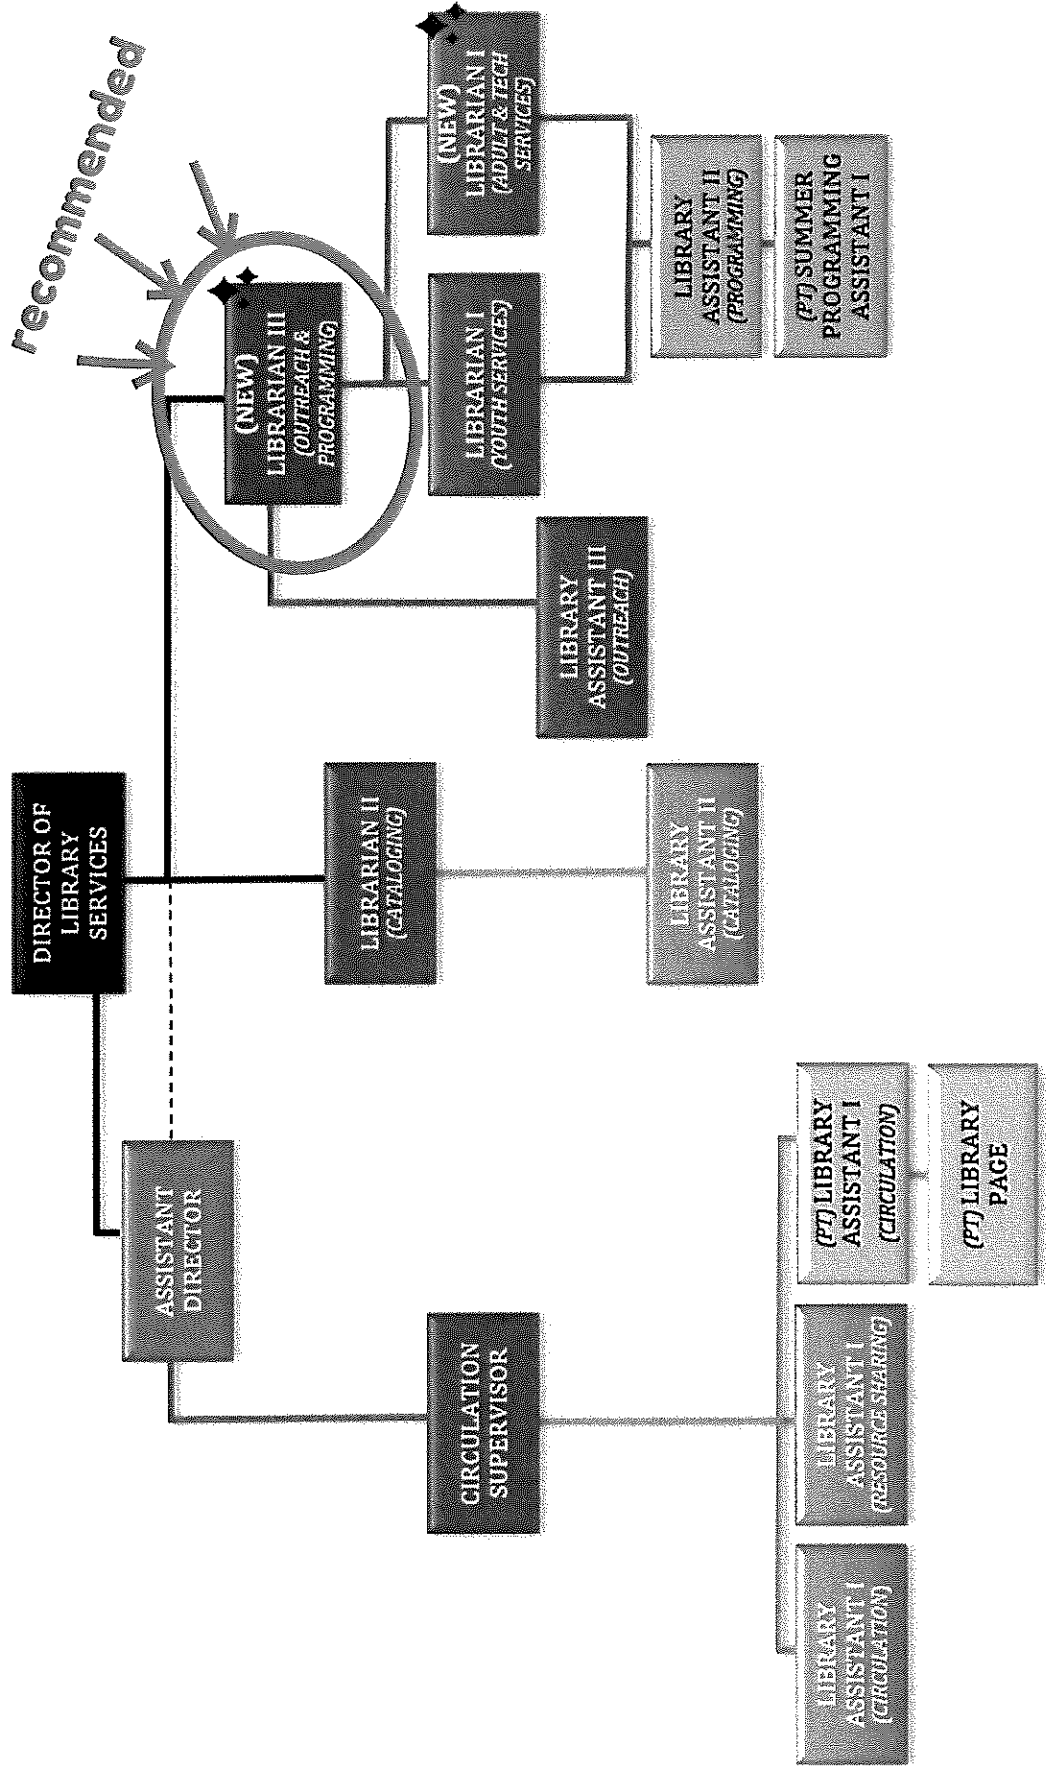 recommended
DIRECTOR OF
LIBRARY
SERVICES
ASSISTANT
DIRECTOR
(NEW)
LIBRARIAN III
(OUTREACH &
PROGRAMMING)
LIBRARIAN II
(CATALOGING)
CIRCULATION
SUPERVISOR
LIBRARIAN I
(YOUTH SERVICES)
(NEW)
LIBRARIAN I
(ADULT & TECH
SERVICES)
LIBRARY
ASSISTANT III
(OUTREACH)
LIBRARY
ASSISTANT II
(CATALOGING)
LIBRARY
ASSISTANT II
(PROGRAMMING)
(PT) SUMMER
PROGRAMMING
ASSISTANT I
LIBRARY
ASSISTANT I
(CIRCULATION)
LIBRARY
ASSISTANT I
(RESOURCE SHARING)
(PT) LIBRARY
ASSISTANT I
(CIRCULATION)
(PT) LIBRARY
PAGE